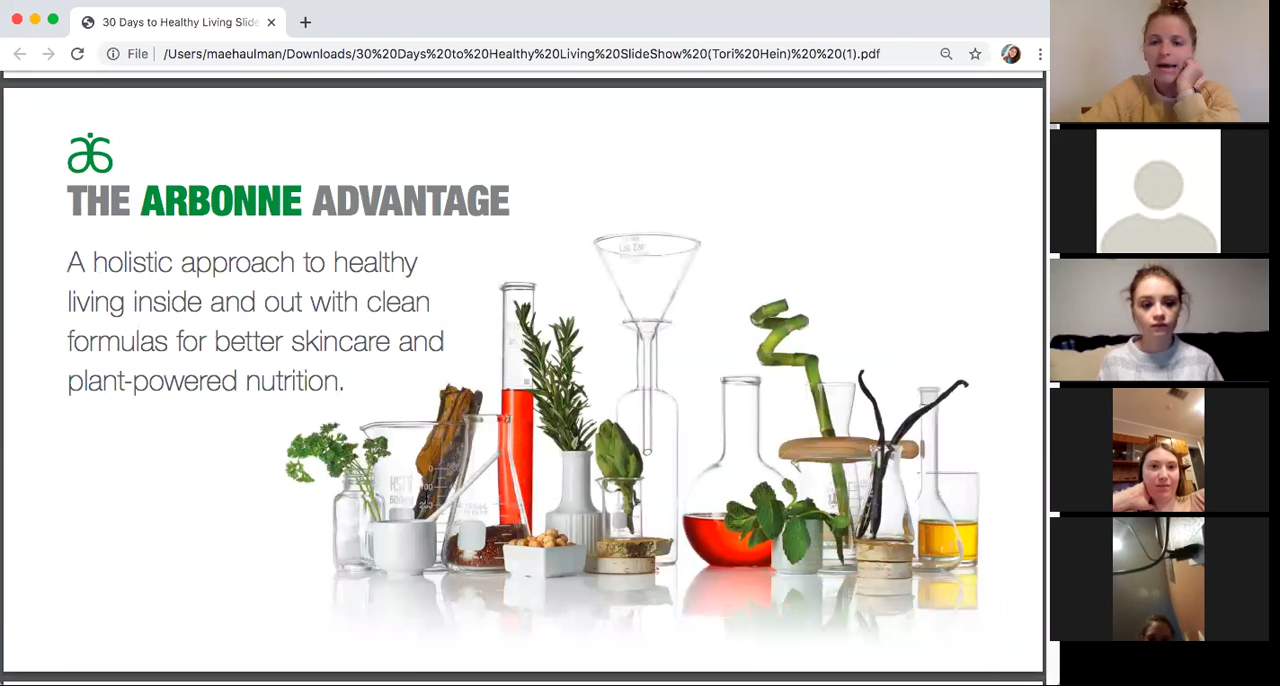 30 Days to Healthy Living Slide
File
/Users/maehaulman/Downloads/30%20Days%20to%20Healthy%20Living%20SlideShow%20(Tori%20Hein)%20%20(1).pdf
THE ARBONNE ADVANTAGE
A holistic approach to healthy
living inside and out with clean
formulas for better skincare and
plant-powered nutrition.